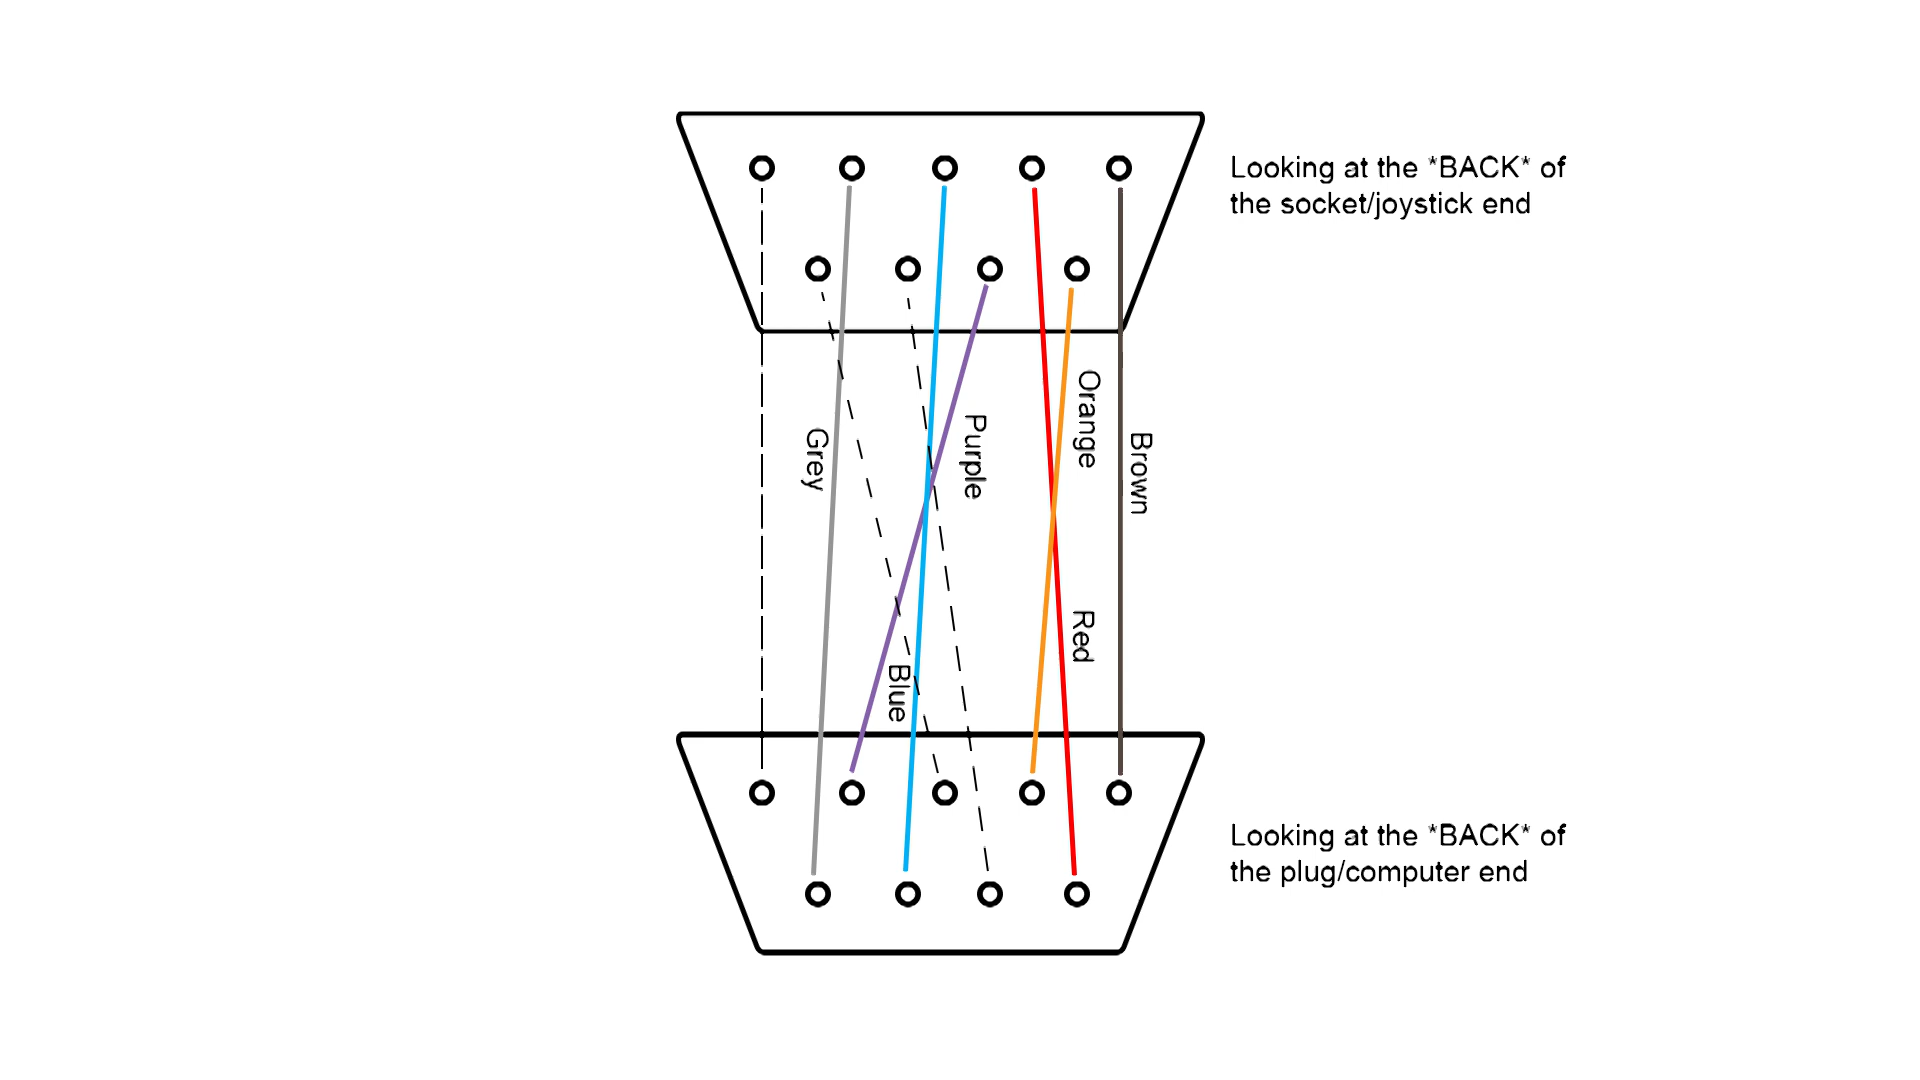 Looking at the *BACK* of
the socket/joystick end
Orange
Purple
Grey
Brown
Red
Blue
Looking at the *BACK* of
the plug/computer end